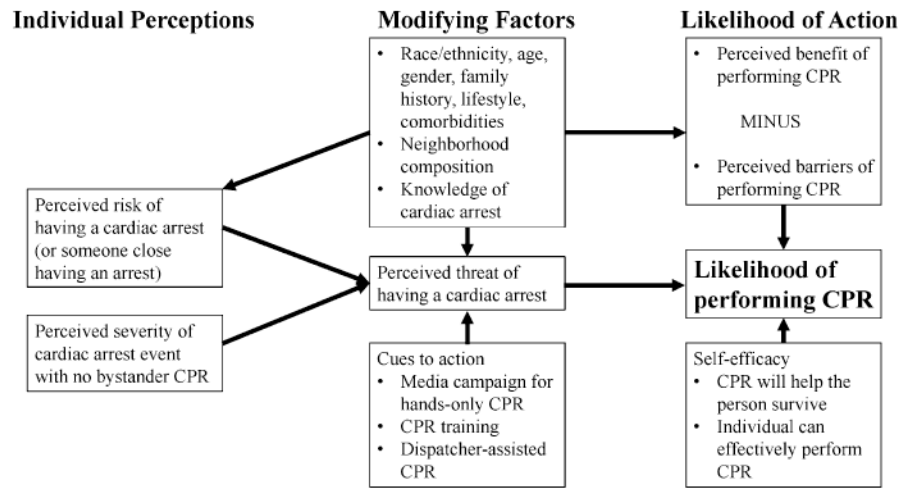 Individual Perceptions
Modifying Factors
Likelihood of Action
• Race/ethnicity, age,
gender, family
history, lifestyle,
comorbidities
• Neighborhood
composition
• Knowledge of
cardiac arrest
• Perceived benefit of
performing CPR
MINUS
• Perceived barriers of
performing CPR
Perceived risk of
having a cardiac arrest
(or someone close
having an arrest)
Perceived threat of
having a cardiac arrest
Likelihood of
performing CPR
Perceived severity of
cardiac arrest event
with no bystander CPR
Cues to action
• Media campaign for
hands-only CPR
• CPR training
• Dispatcher-assisted
CPR
Self-efficacy
• CPR will help the
person survive
• Individual can
effectively perform
CPR